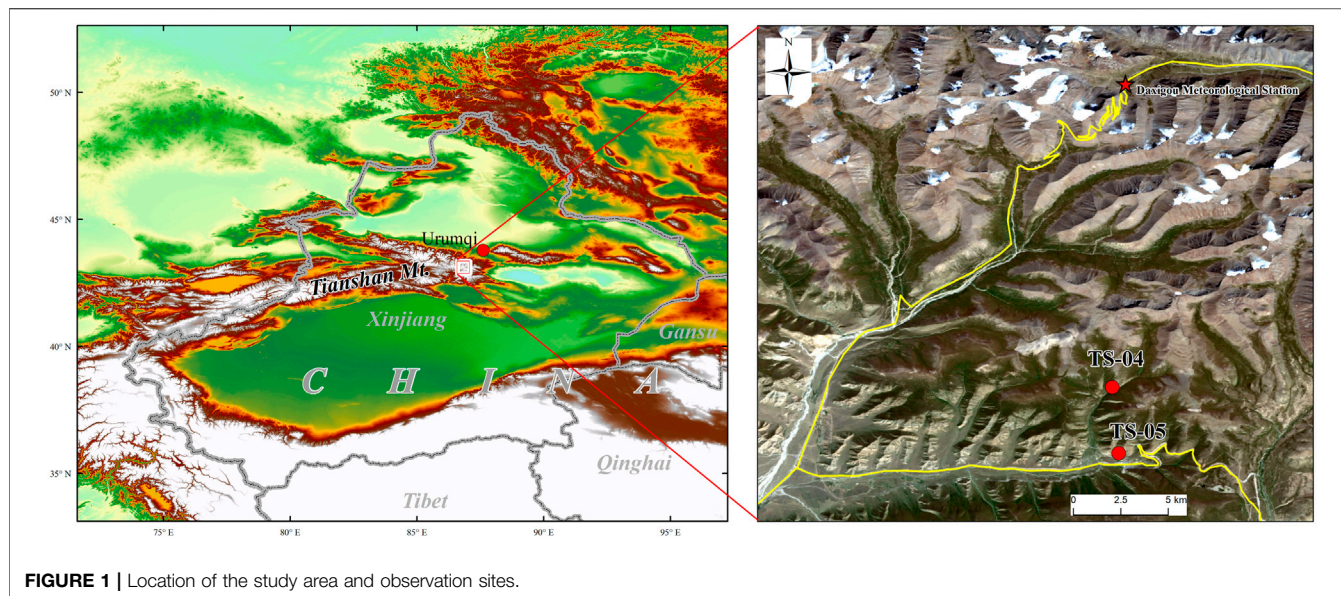 50° N
45° N
40° N
35° N
75° E
80° E
85° E
90° E
95° E
Urumqi
Tianshan Mt.
Xinjiang
Gansu
C H I N A
Qinghai
Tibet
N
Daxigou Meteorological Station
TS-04
TS-05
0 2.5 5 km
FIGURE 1 | Location of the study area and observation sites.